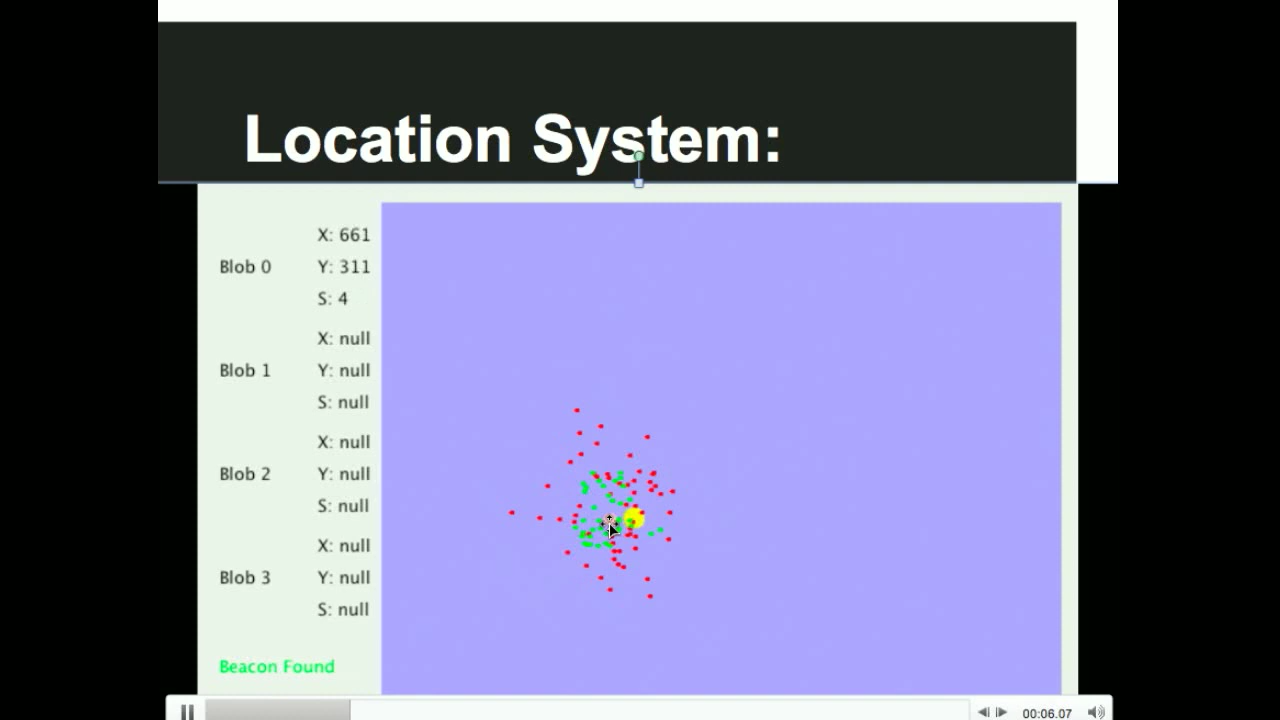 Location System:
X: 661
Blob 0
Y: 311
S: 4
X: null
Blob 1
Y: null
S: null
X: null
Blob 2
Y: null
S: null
X: null
Blob 3
Y: null
S: null
Beacon Found
00:06.07